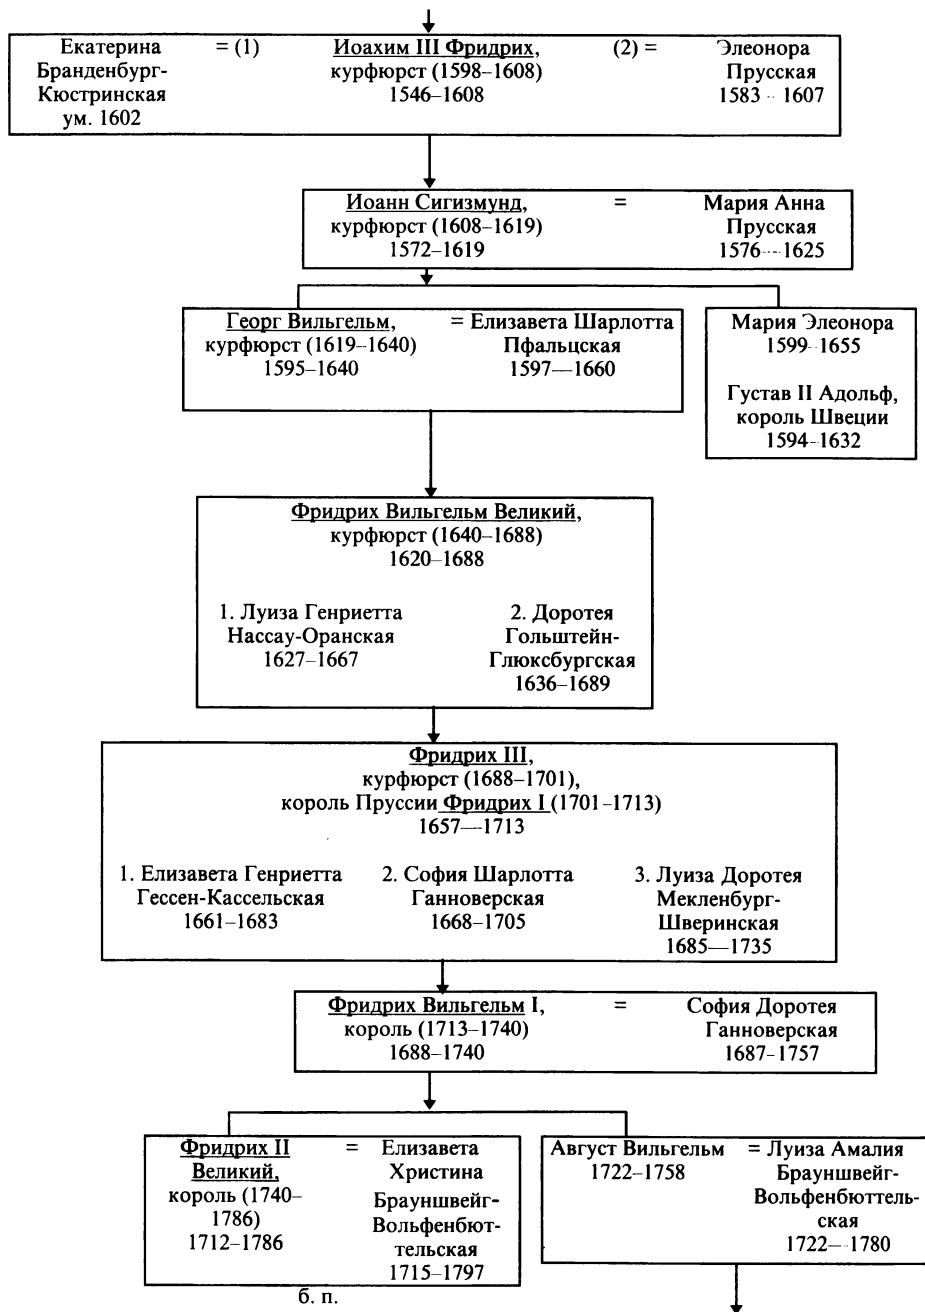 Екатерина = (1) Иоахим III Фридрих, (2) = Элеонора
Бранденбург- курфюрст (1598–1608) Прусская
Кюстринская 1546–1608 1583–1607
ум. 1602
Иоанн Сигизмунд, = Мария Анна
курфюрст (1608–1619) Прусская
1572–1619 1576—1625
Георг Вильгельм, = Елизавета Шарлотта
курфюрст (1619–1640) Пфальцская
1595–1640 1597—1660
Мария Элеонора
1599–1655
Густав II Адольф,
король Швеции
1594–1632
Фридрих Вильгельм Великий,
курфюрст (1640–1688)
1620–1688
1. Луиза Генриетта 2. Доротея
Нассау-Оранская Гольштейн-
1627–1667 Глюксбургская
1636–1689
Фридрих III,
курфюрст (1688–1701),
король Пруссии Фридрих I (1701–1713)
1657—1713
1. Елизавета Генриетта 2. София Шарлотта 3. Луиза Доротея
Гессен-Кассельская Ганноверская Мекленбург-
1661–1683 1668–1705 Шверинская
1685—1735
Фридрих Вильгельм I, = София Доротея
король (1713–1740) Ганноверская
1688–1740 1687–1757
Фридрих II = Елизавета
Великий, Христина
король (1740– Брауншвейг-
1786) Вольфенбют-
1712–1786 тельская
1715–1797
б. п.
Август Вильгельм = Луиза Амалия
1722–1758 Брауншвейг-
Вольфенбюттель-
ская
1722—1780